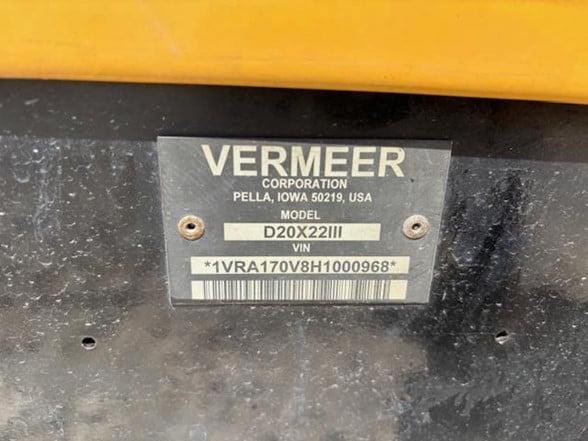 VERMEER
CORPORATION
PELLA, IOWA 50219, USA
MODEL
D20X22III
VIN
*1VRA170V8H1000968*